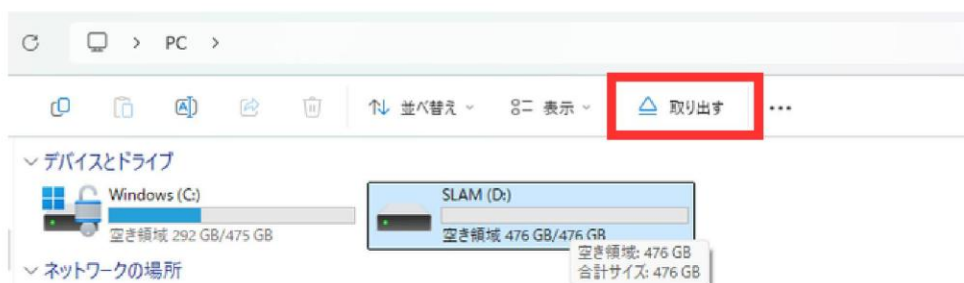 PC
並べ替え
表示
取り出す
デバイスとドライブ
Windows (C:)
空き領域 292 GB/475 GB
SLAM (D:)
空き領域 476 GB/476 GB
空き領域: 476 GB
合計サイズ: 476 GB
ネットワークの場所